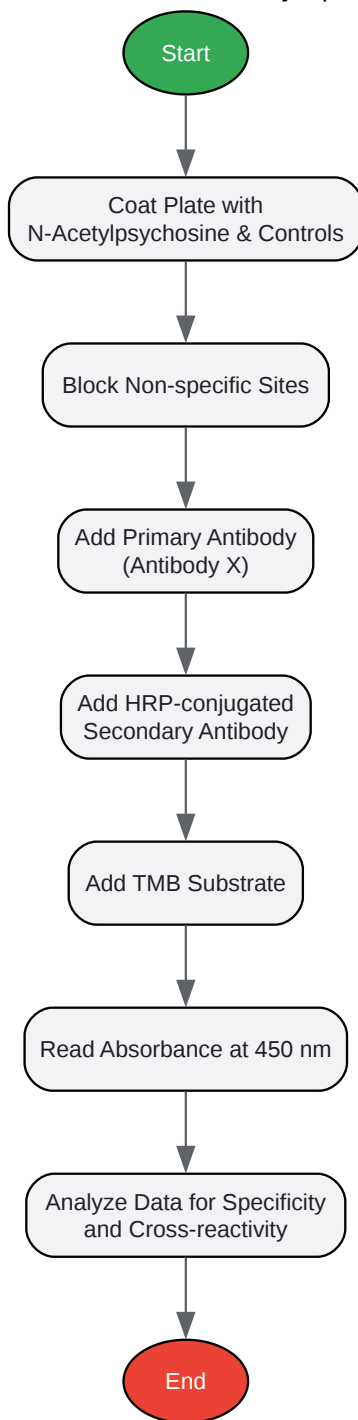 Start
Coat Plate with
N-Acetylpsychosine & Controls
Block Non-specific Sites
Add Primary Antibody
(Antibody X)
Add HRP-conjugated
Secondary Antibody
Add TMB Substrate
Read Absorbance at 450 nm
Analyze Data for Specificity
and Cross-reactivity
End